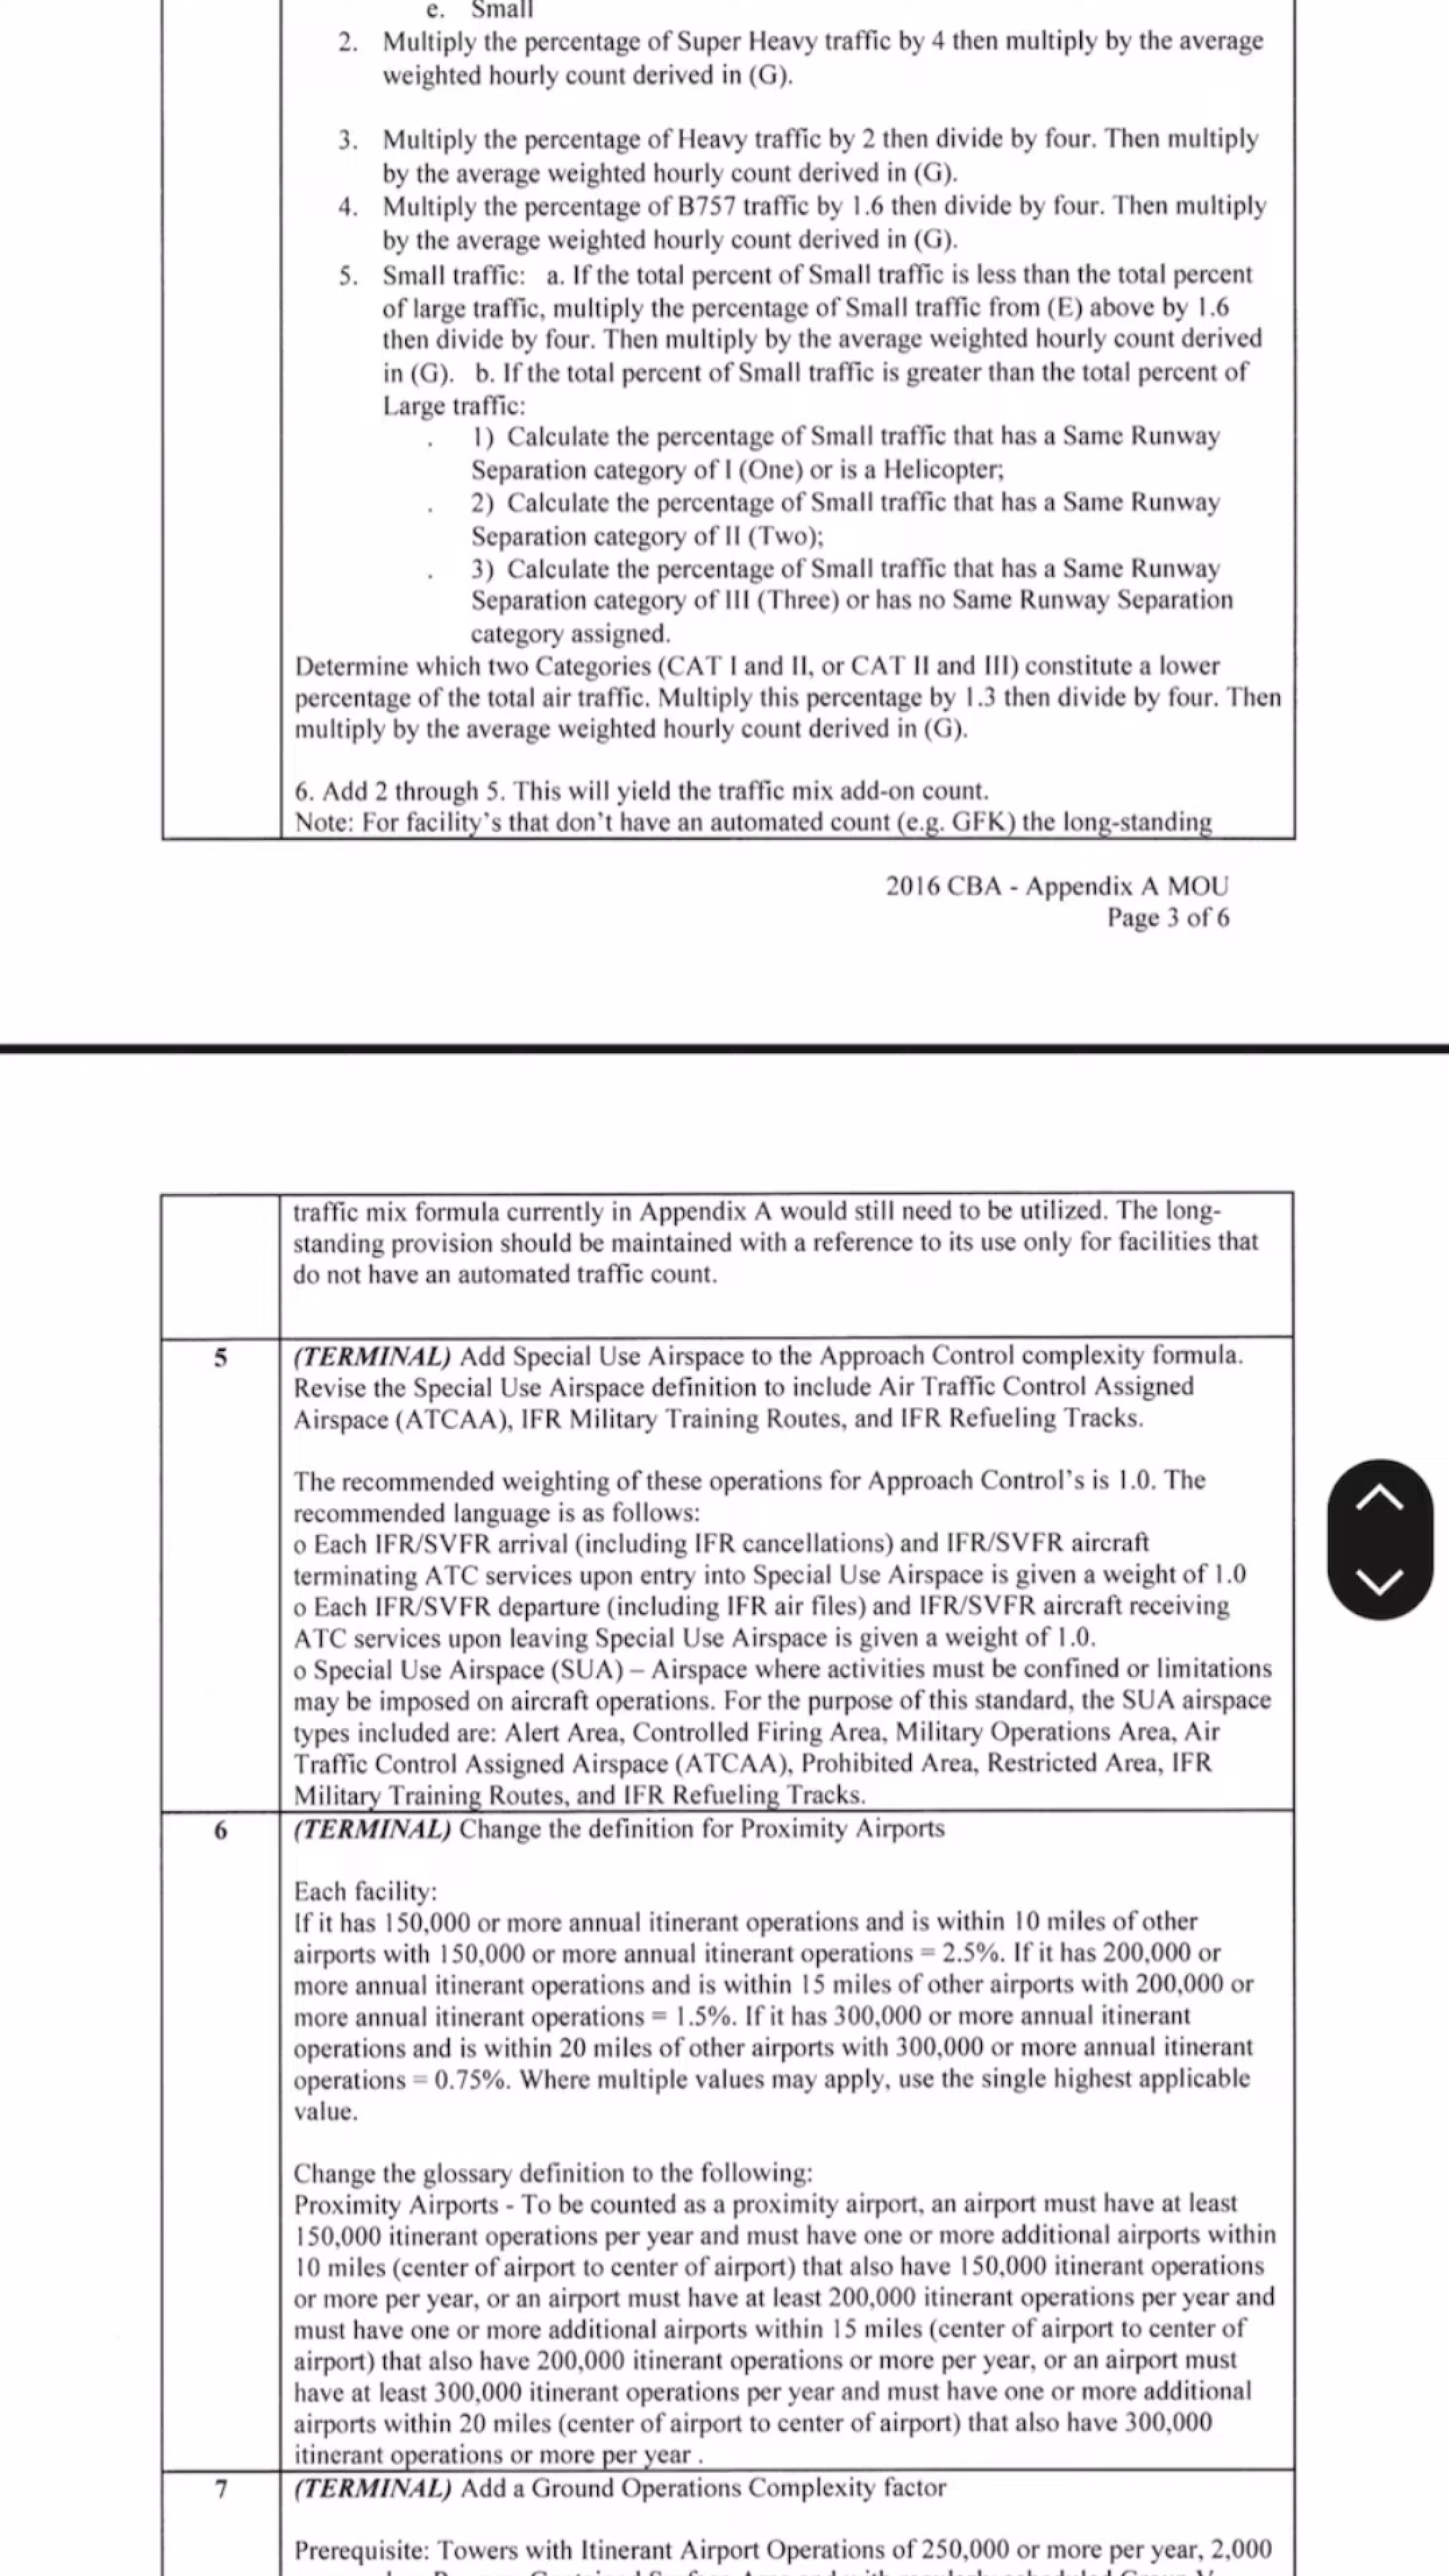 e. Small
2. Multiply the percentage of Super Heavy traffic by 4 then multiply by the average
weighted hourly count derived in (G).
3. Multiply the percentage of Heavy traffic by 2 then divide by four. Then multiply
by the average weighted hourly count derived in (G).
4. Multiply the percentage of B757 traffic by 1.6 then divide by four. Then multiply
by the average weighted hourly count derived in (G).
5. Small traffic: a. If the total percent of Small traffic is less than the total percent
of large traffic, multiply the percentage of Small traffic from (E) above by 1.6
then divide by four. Then multiply by the average weighted hourly count derived
in (G). b. If the total percent of Small traffic is greater than the total percent of
Large traffic:
. 1) Calculate the percentage of Small traffic that has a Same Runway
Separation category of I (One) or is a Helicopter;
. 2) Calculate the percentage of Small traffic that has a Same Runway
Separation category of II (Two);
. 3) Calculate the percentage of Small traffic that has a Same Runway
Separation category of III (Three) or has no Same Runway Separation
category assigned.
Determine which two Categories (CAT I and II, or CAT II and III) constitute a lower
percentage of the total air traffic. Multiply this percentage by 1.3 then divide by four. Then
multiply by the average weighted hourly count derived in (G).
6. Add 2 through 5. This will yield the traffic mix add-on count.
Note: For facility's that don't have an automated count (e.g. GFK) the long-standing
2016 CBA - Appendix A MOU
Page 3 of 6
traffic mix formula currently in Appendix A would still need to be utilized. The long-
standing provision should be maintained with a reference to its use only for facilities that
do not have an automated traffic count.
5 (TERMINAL) Add Special Use Airspace to the Approach Control complexity formula.
Revise the Special Use Airspace definition to include Air Traffic Control Assigned
Airspace (ATCAA), IFR Military Training Routes, and IFR Refueling Tracks.
The recommended weighting of these operations for Approach Control's is 1.0. The
recommended language is as follows:
o Each IFR/SVFR arrival (including IFR cancellations) and IFR/SVFR aircraft
terminating ATC services upon entry into Special Use Airspace is given a weight of 1.0
o Each IFR/SVFR departure (including IFR air files) and IFR/SVFR aircraft receiving
ATC services upon leaving Special Use Airspace is given a weight of 1.0.
o Special Use Airspace (SUA) – Airspace where activities must be confined or limitations
may be imposed on aircraft operations. For the purpose of this standard, the SUA airspace
types included are: Alert Area, Controlled Firing Area, Military Operations Area, Air
Traffic Control Assigned Airspace (ATCAA), Prohibited Area, Restricted Area, IFR
Military Training Routes, and IFR Refueling Tracks.
6 (TERMINAL) Change the definition for Proximity Airports
Each facility:
If it has 150,000 or more annual itinerant operations and is within 10 miles of other
airports with 150,000 or more annual itinerant operations = 2.5%. If it has 200,000 or
more annual itinerant operations and is within 15 miles of other airports with 200,000 or
more annual itinerant operations = 1.5%. If it has 300,000 or more annual itinerant
operations and is within 20 miles of other airports with 300,000 or more annual itinerant
operations = 0.75%. Where multiple values may apply, use the single highest applicable
value.
Change the glossary definition to the following:
Proximity Airports - To be counted as a proximity airport, an airport must have at least
150,000 itinerant operations per year and must have one or more additional airports within
10 miles (center of airport to center of airport) that also have 150,000 itinerant operations
or more per year, or an airport must have at least 200,000 itinerant operations per year and
must have one or more additional airports within 15 miles (center of airport to center of
airport) that also have 200,000 itinerant operations or more per year, or an airport must
have at least 300,000 itinerant operations per year and must have one or more additional
airports within 20 miles (center of airport to center of airport) that also have 300,000
itinerant operations or more per year .
7 (TERMINAL) Add a Ground Operations Complexity factor
Prerequisite: Towers with Itinerant Airport Operations of 250,000 or more per year, 2,000